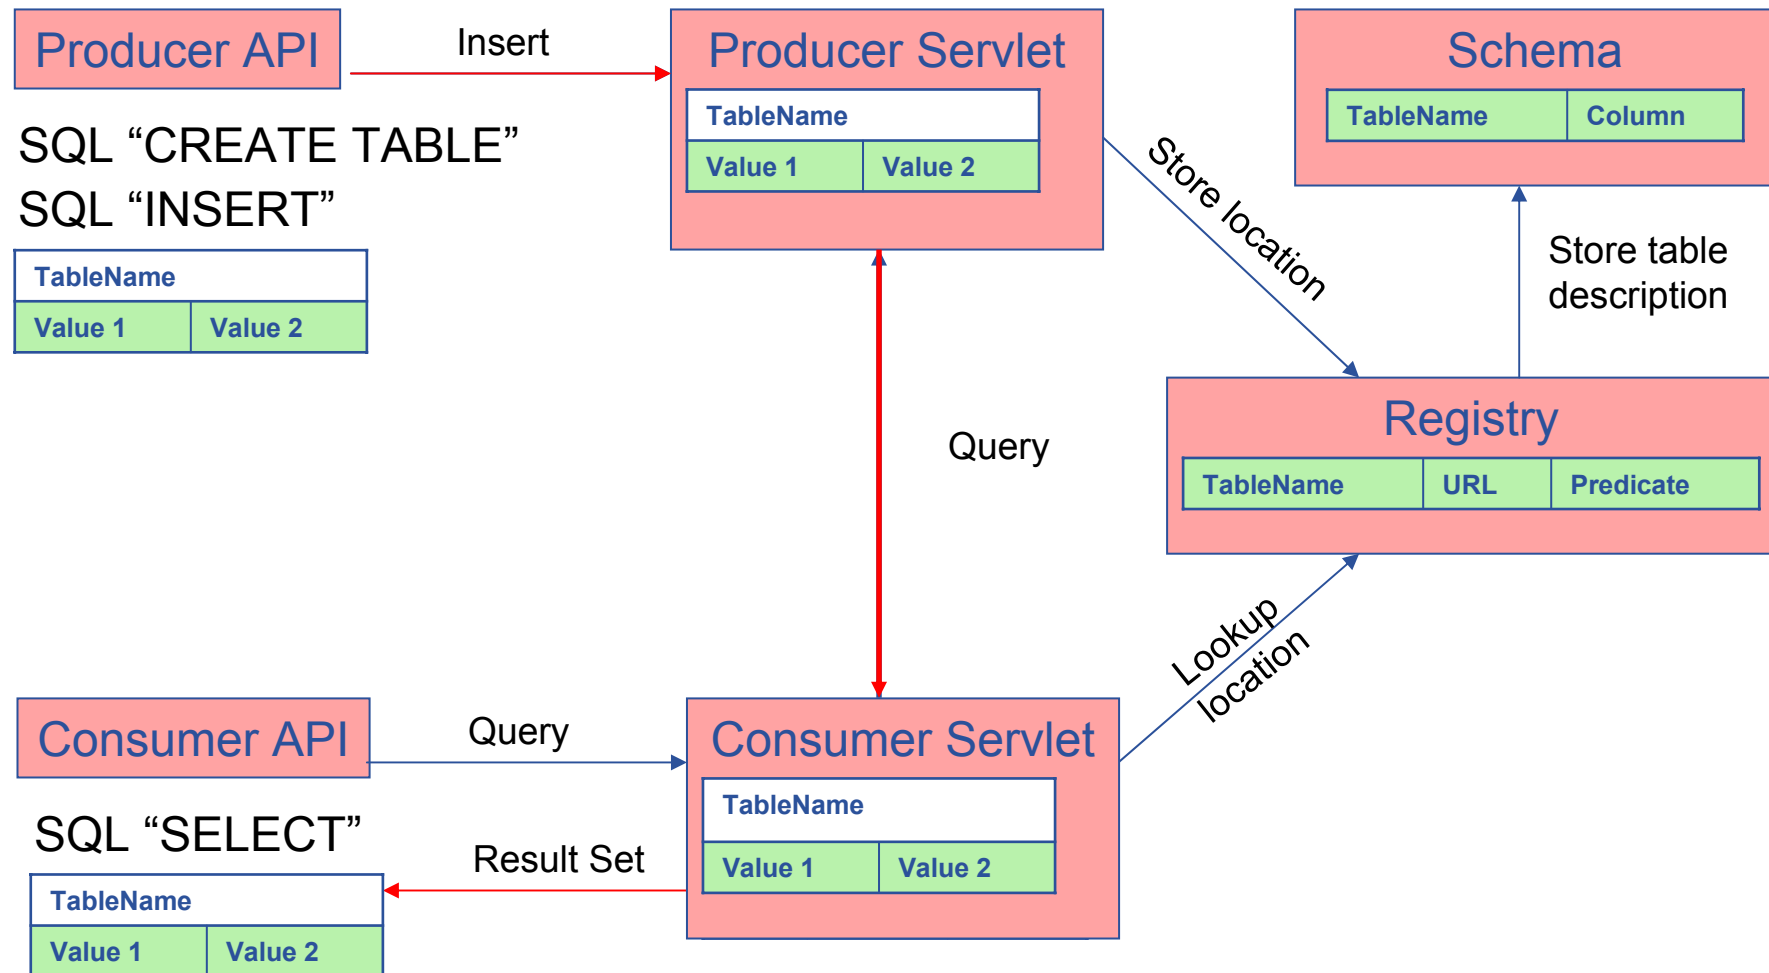 Producer API
Insert
Producer Servlet
TableName
Value 1 Value 2
Schema
TableName Column
SQL “CREATE TABLE”
SQL “INSERT”
TableName
Value 1 Value 2
Store location
Store table
description
Registry
TableName URL Predicate
Query
Lookup
location
Consumer API
Query
Consumer Servlet
TableName
Value 1 Value 2
SQL “SELECT”
Result Set
TableName
Value 1 Value 2